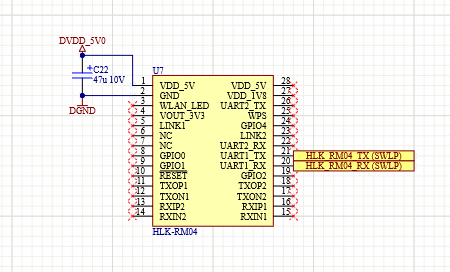 DVDD_5V0
C22
47u 10V
DGND
U7
1 VDD_5V VDD_5V 28
2 GND VDD_1V8 27
3 WLAN_LED UART2_TX 26
4 VOUT_3V3 WPS 25
5 LINK1 GPIO4 24
6 NC LINK2 23
7 NC UART2_RX 22
8 GPIO0 UART1_TX 21 HLK_RM04_TX (SWLP)
9 GPIO1 UART1_RX 20 HLK_RM04_RX (SWLP)
10 RESET GPIO2 19
11 TXOP1 TXOP2 18
12 TXON1 TXON2 17
13 RXIP2 RXIP1 16
14 RXIN2 RXIN1 15
HLK-RM04